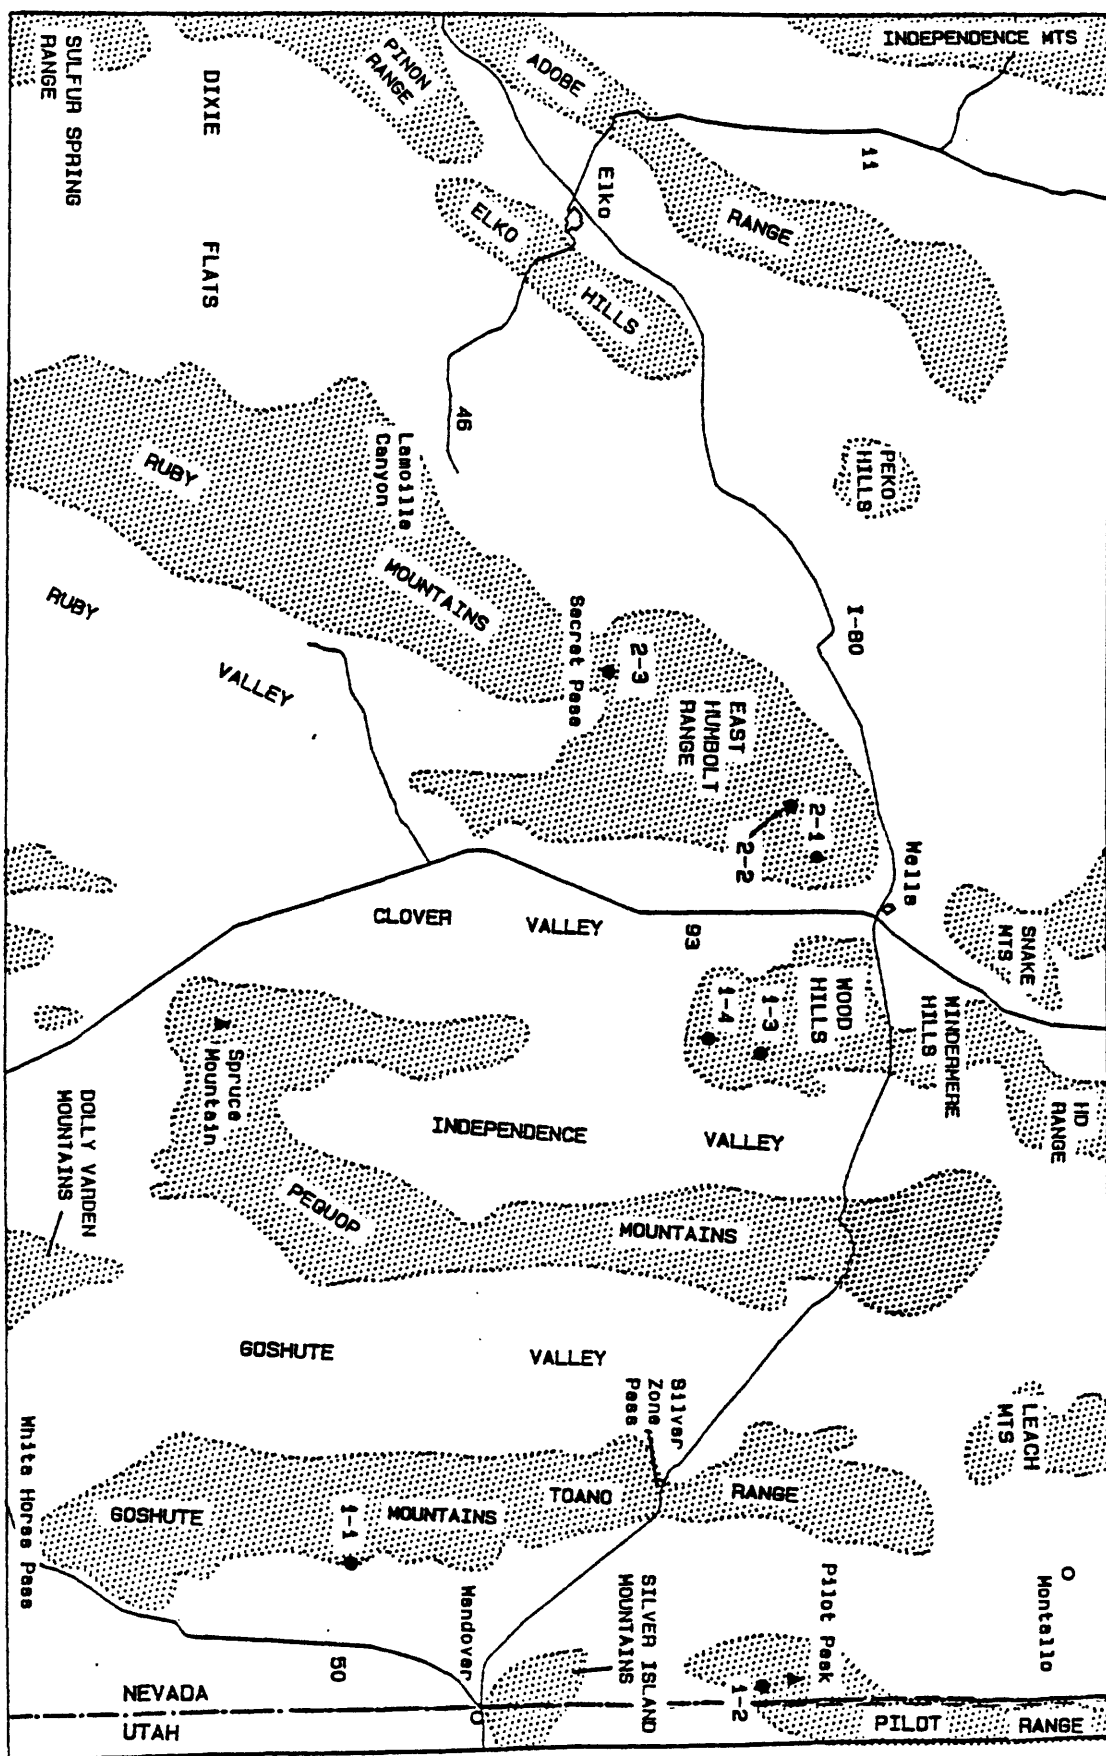 INDEPENDENCE MTS
SULFUR SPRING
RANGE
DIXIE
FLATS
PINON
RANGE
ADOBE
RANGE
11
Elko
ELKO
HILLS
46
Lamoille
Canyon
RUBY
MOUNTAINS
RUBY
VALLEY
PEKO
HILLS
I-80
Secret Pass
2-3
EAST
HUMBOLT
RANGE
2-1
2-2
Wells
SNAKE
MTS
CLOVER
VALLEY
93
WOOD
HILLS
1-3
1-4
WINDERMERE
HILLS
HD
RANGE
Spruce
Mountain
DOLLY VARDEN
MOUNTAINS
INDEPENDENCE
VALLEY
PEQUOP
MOUNTAINS
GOSHUTE
VALLEY
Silver
Zone
Pass
LEACH
MTS
White Horse Pass
GOSHUTE
MOUNTAINS
1-1
TOANO
RANGE
Montallo
Pilot Peak
1-2
SILVER ISLAND
MOUNTAINS
Wendover
50
NEVADA
UTAH
PILOT
RANGE